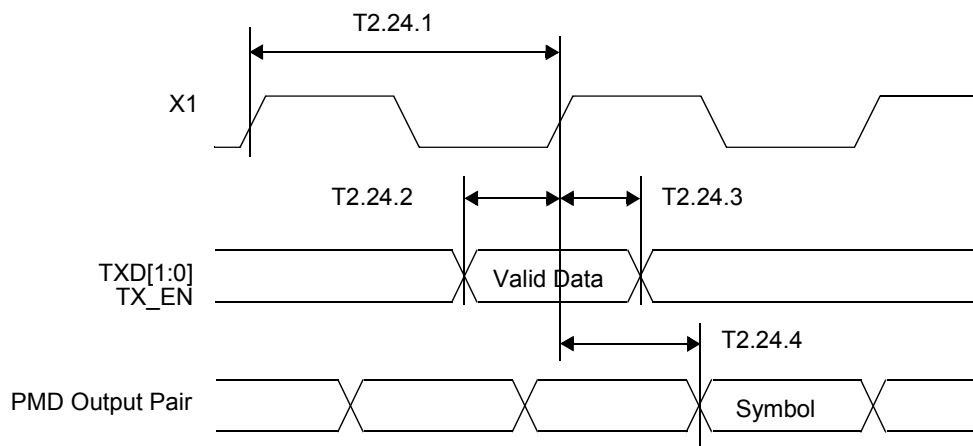 T2.24.1
X1
T2.24.2
T2.24.3
TXD[1:0]
TX_EN
Valid Data
T2.24.4
PMD Output Pair
Symbol